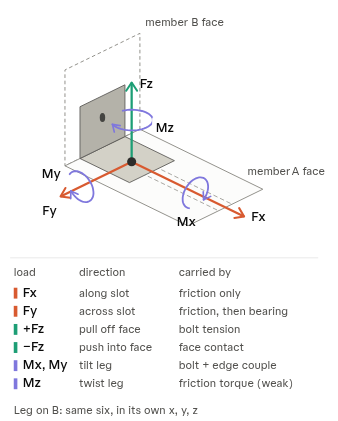 member B face
Fz
Mz
member A face
My
Fy
Mx
Fx
load direction carried by
Fx along slot friction only
Fy across slot friction, then bearing
+Fz pull off face bolt tension
−Fz push into face face contact
Mx, My tilt leg bolt + edge couple
Mz twist leg friction torque (weak)
Leg on B: same six, in its own x, y, z